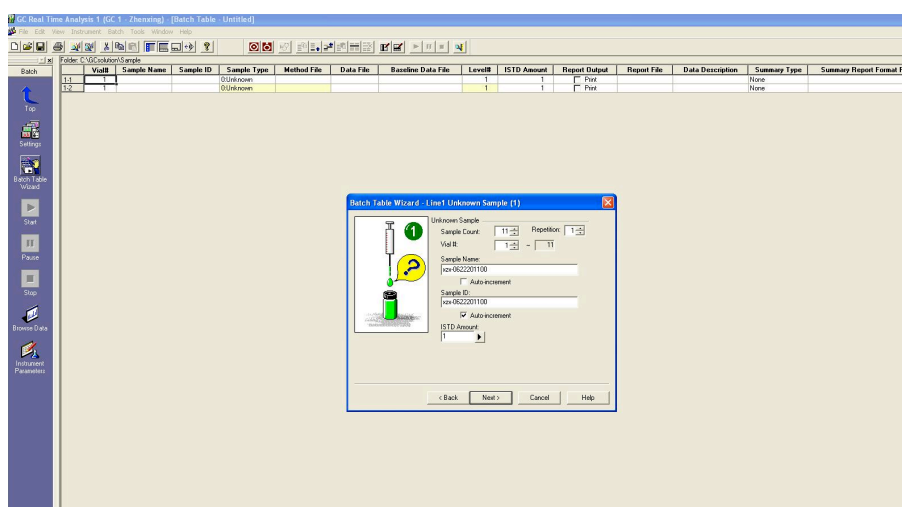 GC Real Time Analysis 1 (GC 1 - Zhenxing) - [Batch Table - Untitled]
File Edit View Instrument Batch Tools Window Help
Folder: C:\GCsolution\Sample
Batch
Vial# Sample Name Sample ID Sample Type Method File Data File Baseline Data File Level# ISTD Amount Report Output Report File Data Description Summary Type Summary Report Format F
1-1 1 0:Unknown 1 1 Print None
1-2 1 0:Unknown 1 1 Print None
Top
Settings
Batch Table
Wizard
Start
Pause
Stop
Browse Data
Instrument
Parameters
Batch Table Wizard - Line1 Unknown Sample (1)
1
?
Unknown Sample
Sample Count: 11 Repetition: 1
Vial #: 1 - 11
Sample Name:
xzx-0622201100
Auto-increment
Sample ID:
xzx-0622201100
Auto-increment
ISTD Amount:
1
< Back Next > Cancel Help